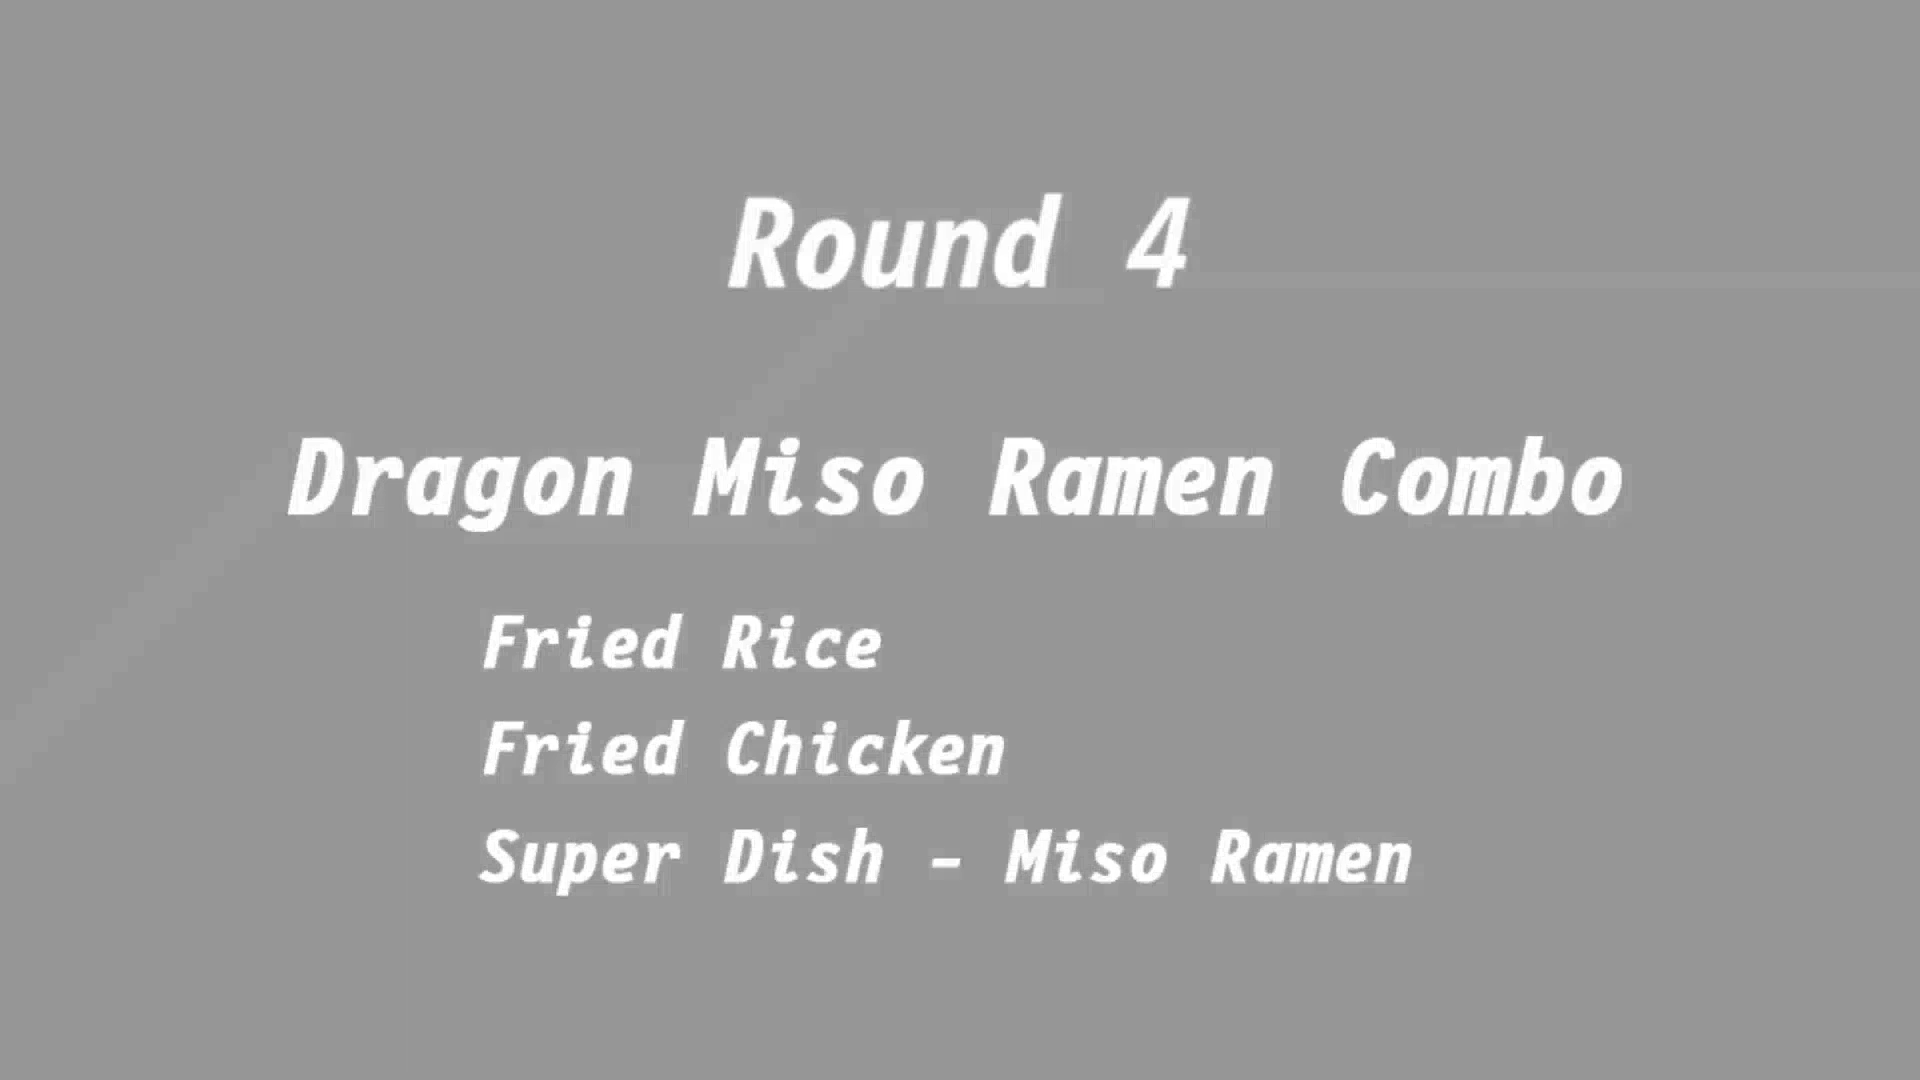 Round 4
Dragon Miso Ramen Combo
Fried Rice
Fried Chicken
Super Dish – Miso Ramen